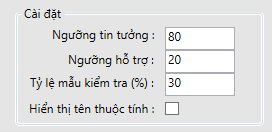 Cài đặt
Ngưỡng tin tưởng : 80
Ngưỡng hỗ trợ : 20
Tỷ lệ mẫu kiểm tra (%) : 30
Hiển thị tên thuộc tính :